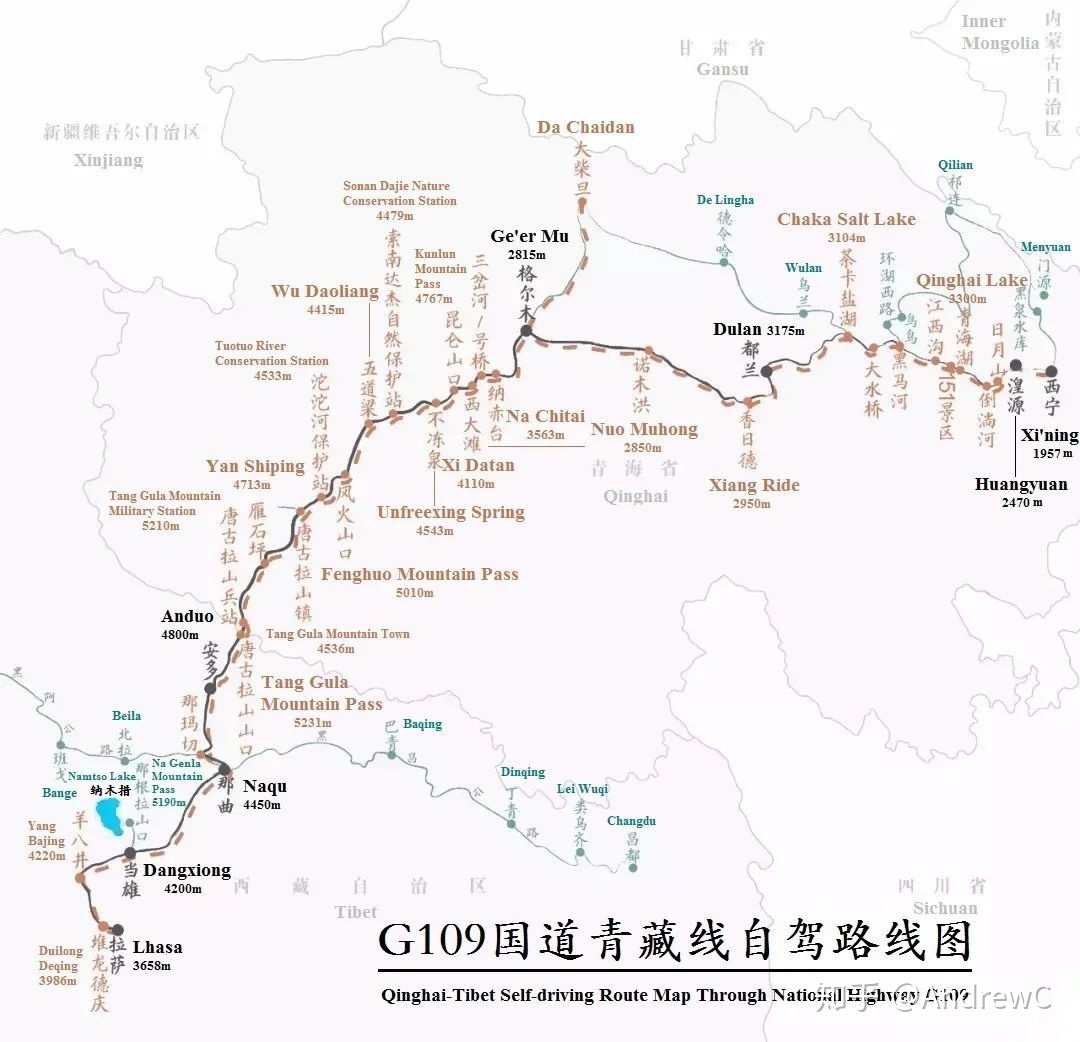 Inner
Mongolia
内蒙古自治区
甘肃省
Gansu
新疆维吾尔自治区
Xinjiang
Da Chaidan
大柴旦
Qilian
祁连
Sonan Dajie Nature
Conservation Station
4479m
索南达杰自然保护站
De Lingha
德令哈
Chaka Salt Lake
3104m
茶卡盐湖
Ge'er Mu
2815m
格尔木
Kunlun
Mountain
Pass
4767m
昆仑山口
三岔河/号桥
Wulan
乌兰
环湖西路
鸟鸟
Menyuan
门源
黑泉水库
Qinghai Lake
3300m
青海湖
江西沟
日月山
Wu Daoliang
4415m
五道梁
Dulan 3175m
都兰
Tuotuo River
Conservation Station
4533m
沱沱河保护站
大水桥
黑马河
151景区
倒淌河
湟源
西宁
Xi'ning
1957m
Huangyuan
2470 m
诺木洪
Nuo Muhong
2850m
香日德
Xiang Ride
2950m
纳赤台
Na Chitai
3563m
西大滩
Xi Datan
4110m
不冻泉
Unfreexing Spring
4543m
青海省
Qinghai
Yan Shiping
4713m
雁石坪
Tang Gula Mountain
Military Station
5210m
唐古拉山兵站
风火山口
Fenghuo Mountain Pass
5010m
唐古拉山镇
Tang Gula Mountain Town
4536m
Anduo
4800m
安多
唐古拉山山口
Tang Gula
Mountain Pass
5231m
那玛切
黑阿公路
Beila
北拉
班戈
Bange
Namtso Lake
纳木措
Na Genla
Mountain
Pass
5190m
那根拉山口
Naqu
4450m
那曲
黑昌公路
Baqing
巴青
Dinqing
丁青
Lei Wuqi
类乌齐
Changdu
昌都
Yang
Bajing
4220m
羊八井
Dangxiong
4200m
当雄
西藏自治区
Tibet
四川省
Sichuan
Lhasa
3658m
拉萨
Duilong
Deqing
3986m
堆龙德庆
G109国道青藏线自驾路线图
Qinghai-Tibet Self-driving Route Map Through National Highway G109
知乎 @AndrewC